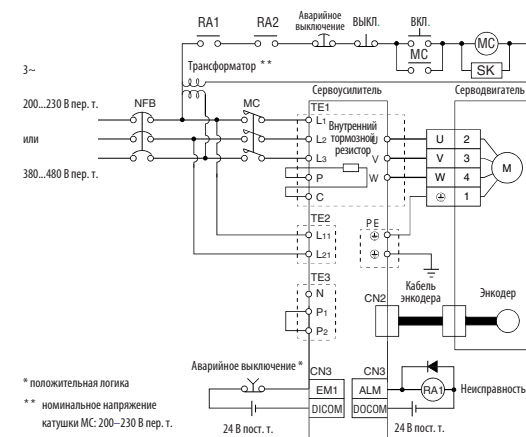 RA1 RA2 Аварийное выключение ВЫКЛ. ВКЛ.
MC
MC
SK
3~
Трансформатор **
Сервоусилитель
Серводвигатель
200...230 В пер. т.
NFB
MC
TE1
или
380...480 В пер. т.
L1
L2
L3
P
C
Внутренний
тормозной
резистор
U
V
W
U 2
V 3
W 4
1
M
TE2
L11
L21
PE
TE3
N
P1
P2
CN2
Кабель
энкодера
Энкодер
Аварийное выключение *
CN3
EM1
DICOM
CN3
ALM
DOCOM
RA1
Неисправность
24 В пост. т.
24 В пост. т.
* положительная логика
** номинальное напряжение
катушки МС: 200–230 В пер. т.